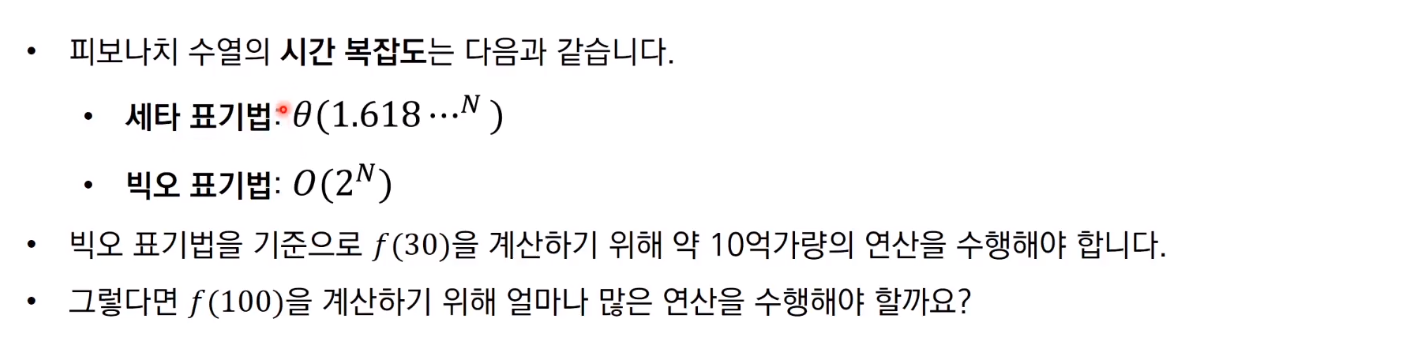 • 피보나치 수열의 시간 복잡도는 다음과 같습니다.
• 세타 표기법: θ(1.618 ⋯ᴺ )
• 빅오 표기법: O(2ᴺ)
• 빅오 표기법을 기준으로 f(30)을 계산하기 위해 약 10억가량의 연산을 수행해야 합니다.
• 그렇다면 f(100)을 계산하기 위해 얼마나 많은 연산을 수행해야 할까요?